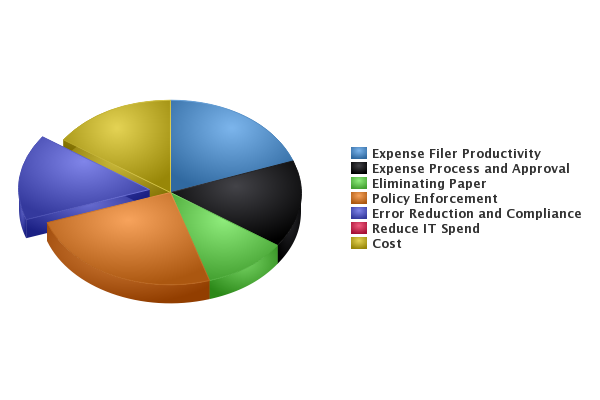 Expense Filer Productivity
Expense Process and Approval
Eliminating Paper
Policy Enforcement
Error Reduction and Compliance
Reduce IT Spend
Cost